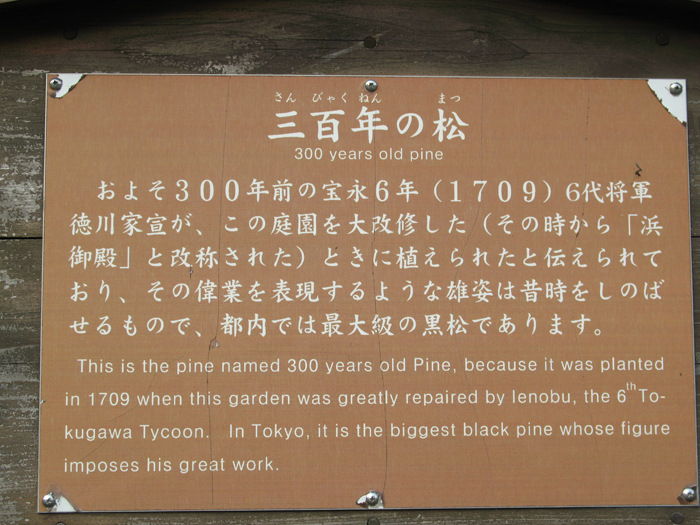 さん びゃく ねん まつ
三百年の松
300 years old pine
およそ300年前の宝永6年（1709）6代将軍
徳川家宣が、この庭園を大改修した（その時から「浜
御殿」と改称された）ときに植えられたと伝えられて
おり、その偉業を表現するような雄姿は昔時をしのば
せるもので、都内では最大級の黒松であります。
This is the pine named 300 years old Pine, because it was planted
in 1709 when this garden was greatly repaired by Ienobu, the 6th To-
kugawa Tycoon. In Tokyo, it is the biggest black pine whose figure
imposes his great work.